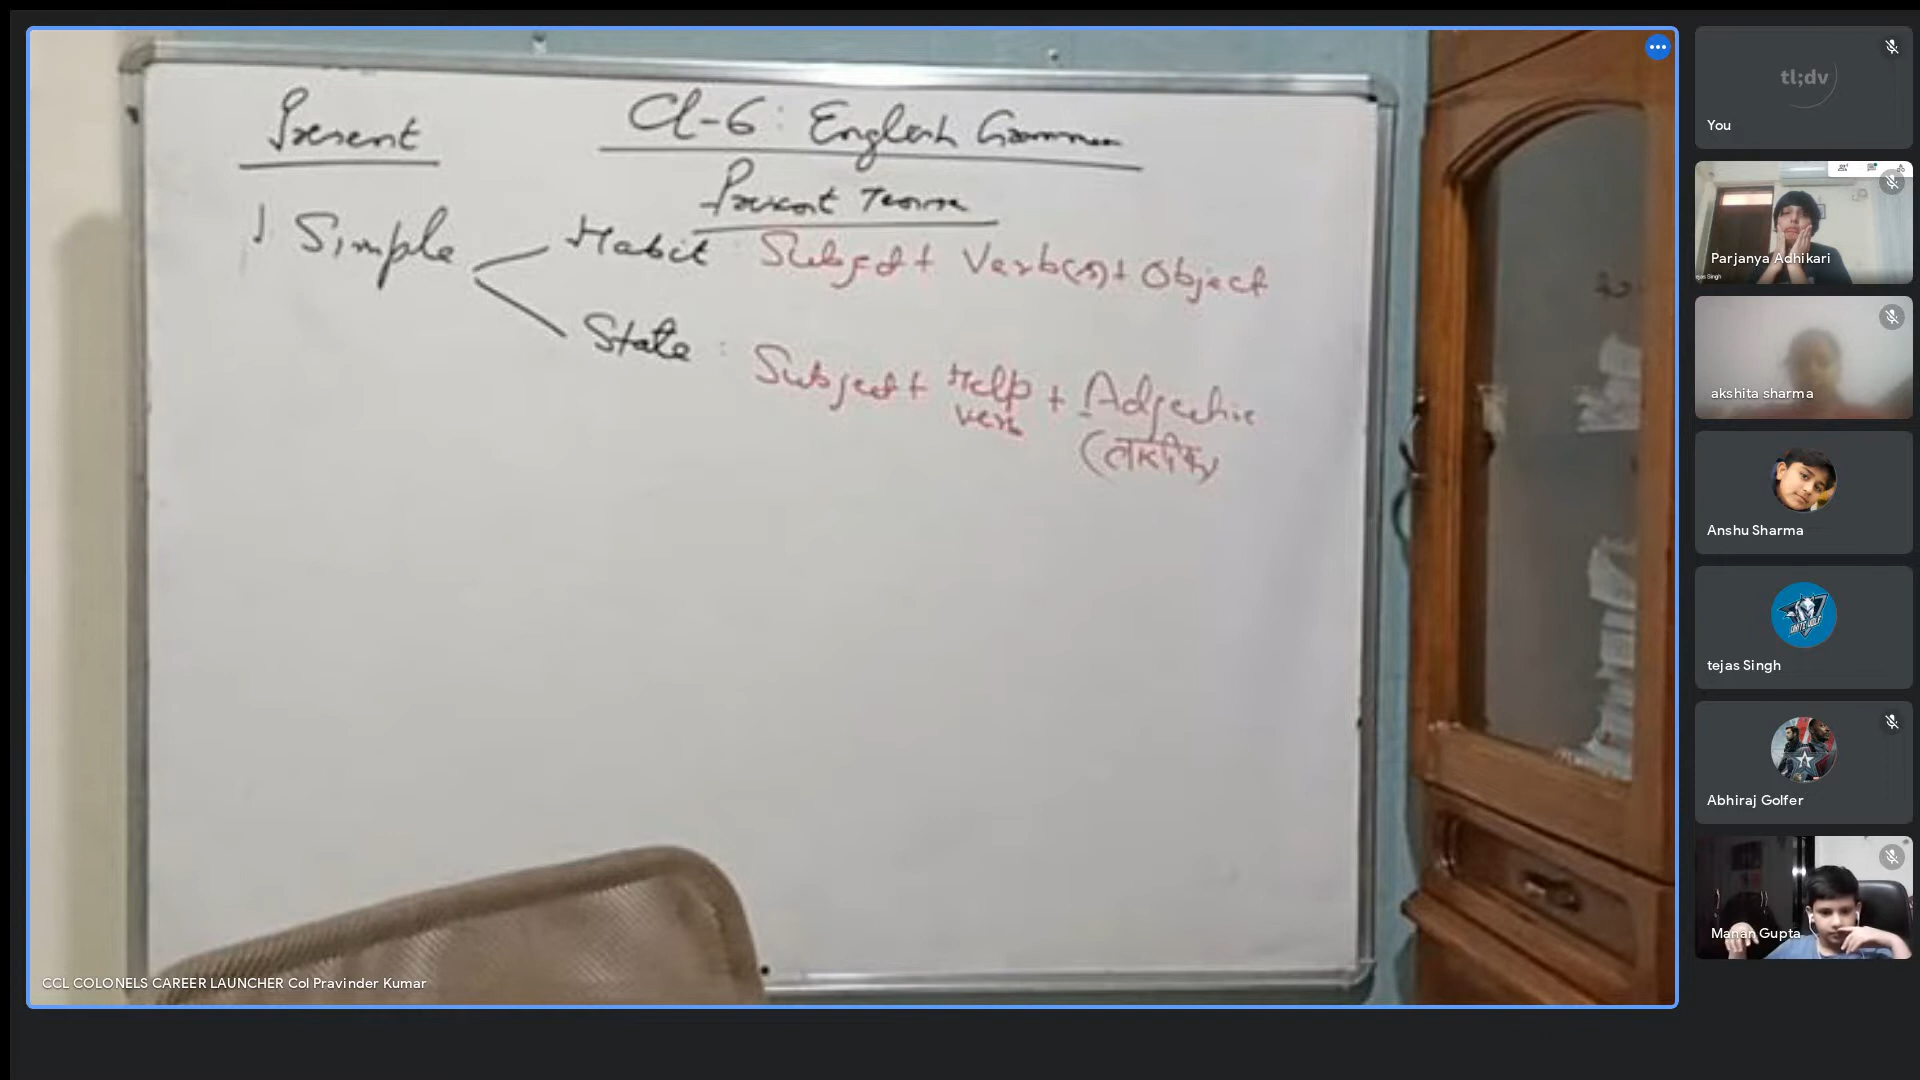 Present
Cl-6: English Grammar
Present Tense
1 Simple
Habit : Subject + Verb(s) + Object
State : Subject + Help verb + Adjective
CCL COLONELS CAREER LAUNCHER Col Pravinder Kumar
tl;dv
You
Parjanya Adhikari
akshita sharma
Anshu Sharma
tejas Singh
Abhiraj Golfer
Manan Gupta